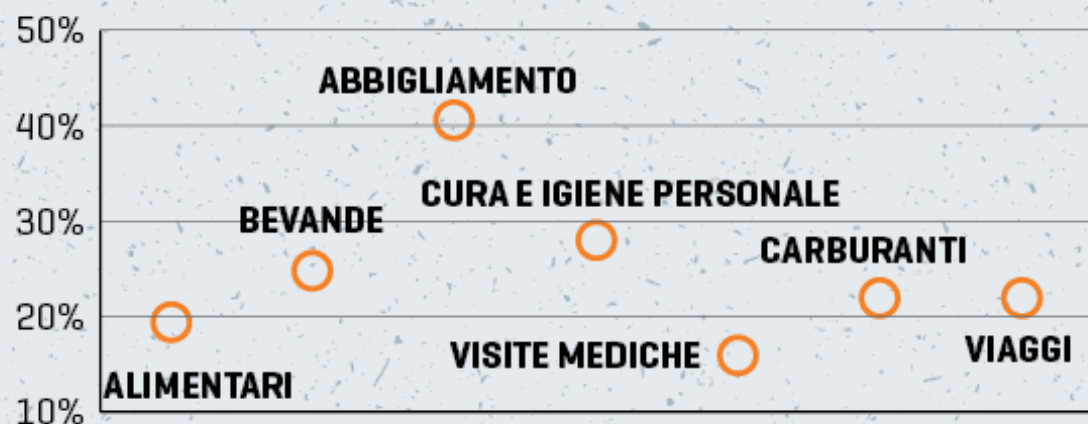 50%
ABBIGLIAMENTO
40%
CURA E IGIENE PERSONALE
30%
BEVANDE
CARBURANTI
20%
VISITE MEDICHE
VIAGGI
ALIMENTARI
10%